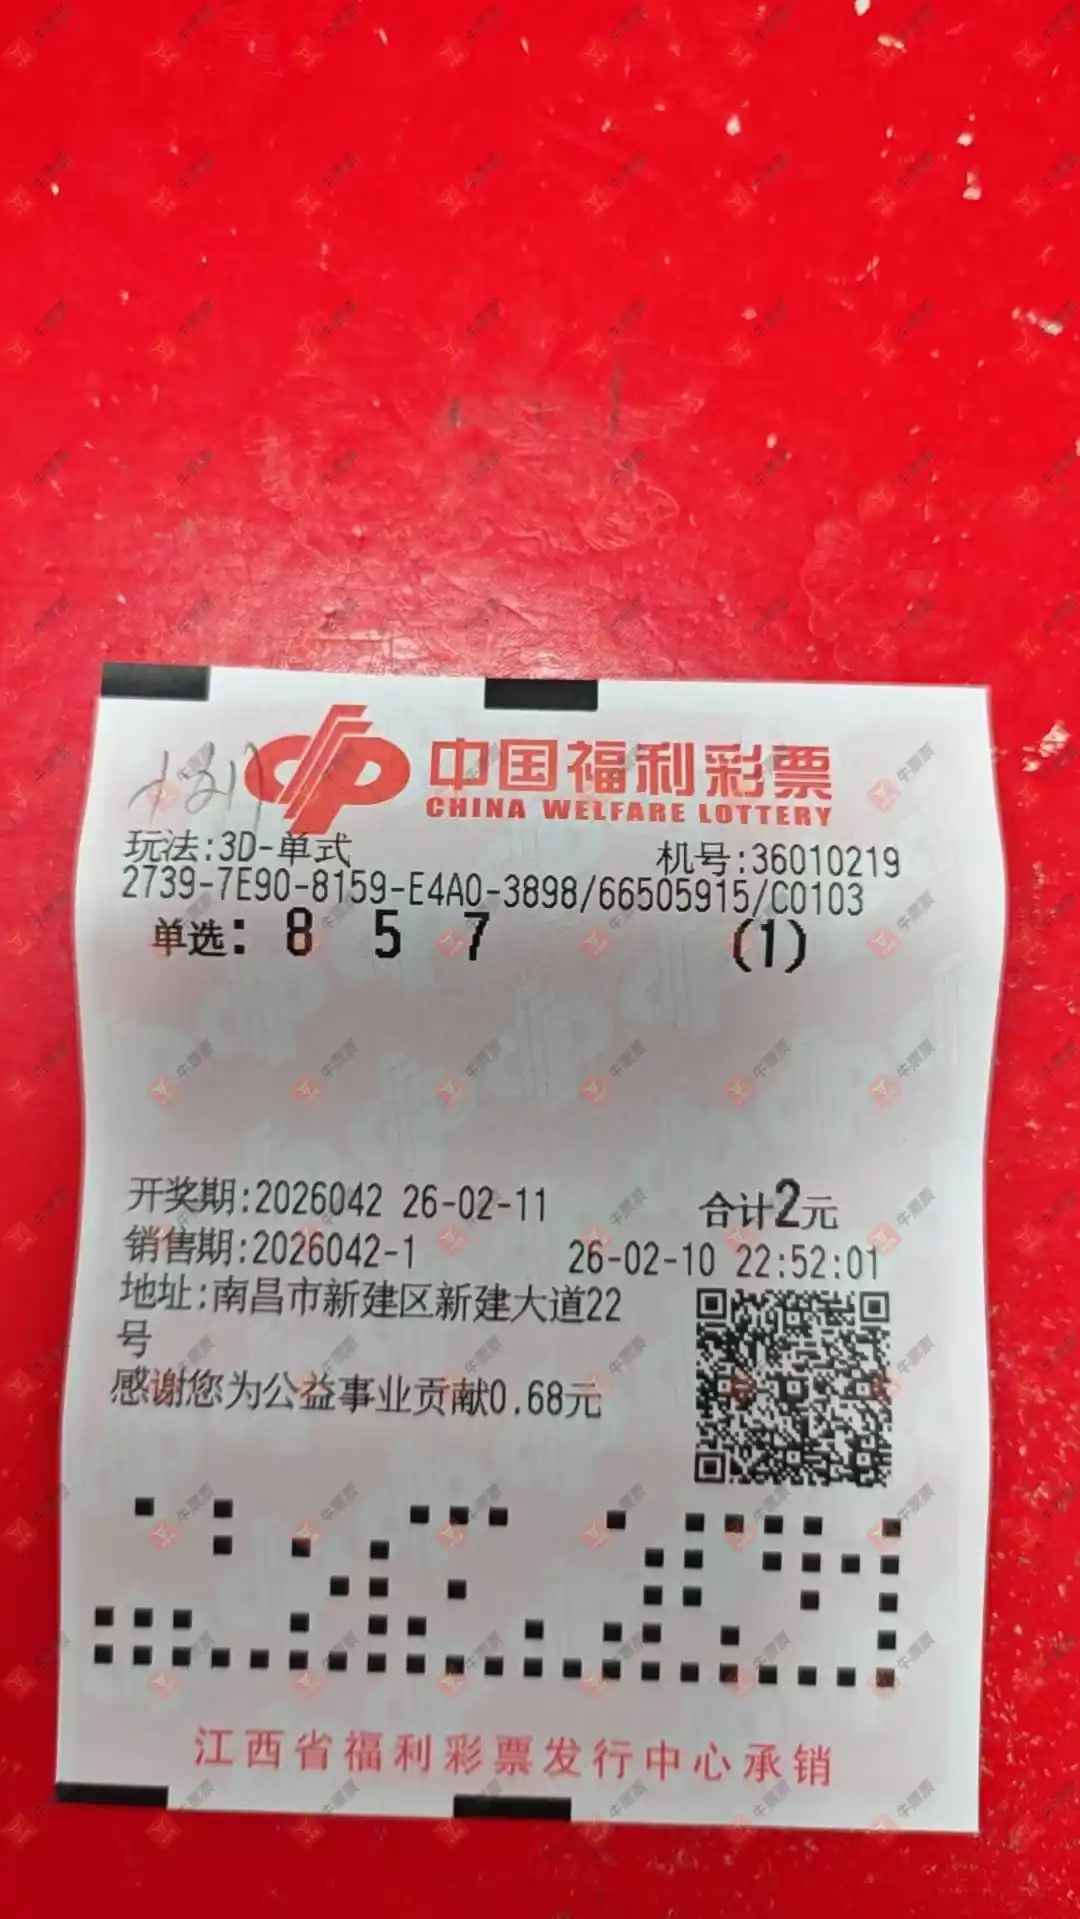 中国福利彩票
CHINA WELFARE LOTTERY
玩法:3D-单式 机号:36010219
2739-7E90-8159-E4A0-3898/66505915/C0103
单选: 8 5 7 (1)
开奖期:2026042 26-02-11 合计2元
销售期:2026042-1 26-02-10 22:52:01
地址:南昌市新建区新建大道22
号
感谢您为公益事业贡献0.68元
江西省福利彩票发行中心承销
牛票票